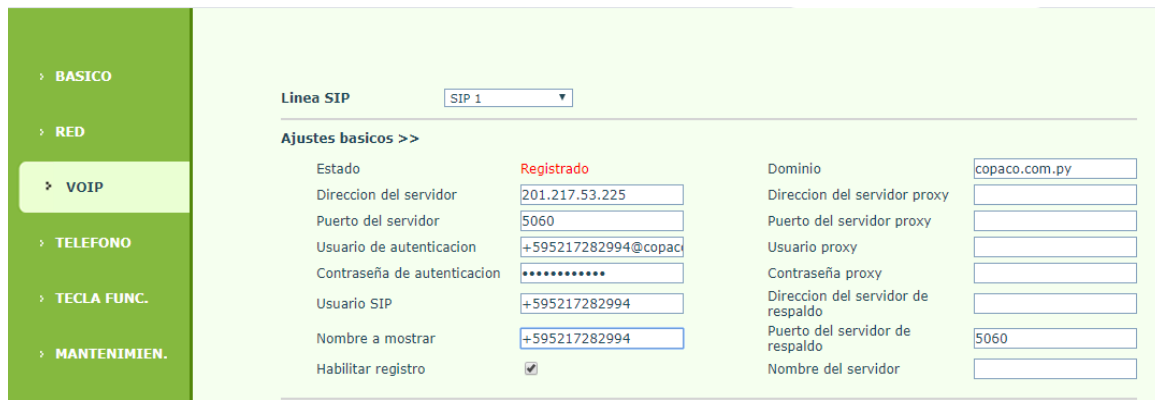 BASICO
RED
VOIP
TELEFONO
TECLA FUNC.
MANTENIMIEN.
Linea SIP SIP 1
Ajustes basicos >>
Estado Registrado Dominio copaco.com.py
Direccion del servidor 201.217.53.225 Direccion del servidor proxy
Puerto del servidor 5060 Puerto del servidor proxy
Usuario de autenticacion +595217282994@copac Usuario proxy
Contraseña de autenticacion •••••••••••• Contraseña proxy
Usuario SIP +595217282994 Direccion del servidor de
respaldo
Nombre a mostrar +595217282994 Puerto del servidor de
respaldo 5060
Habilitar registro Nombre del servidor